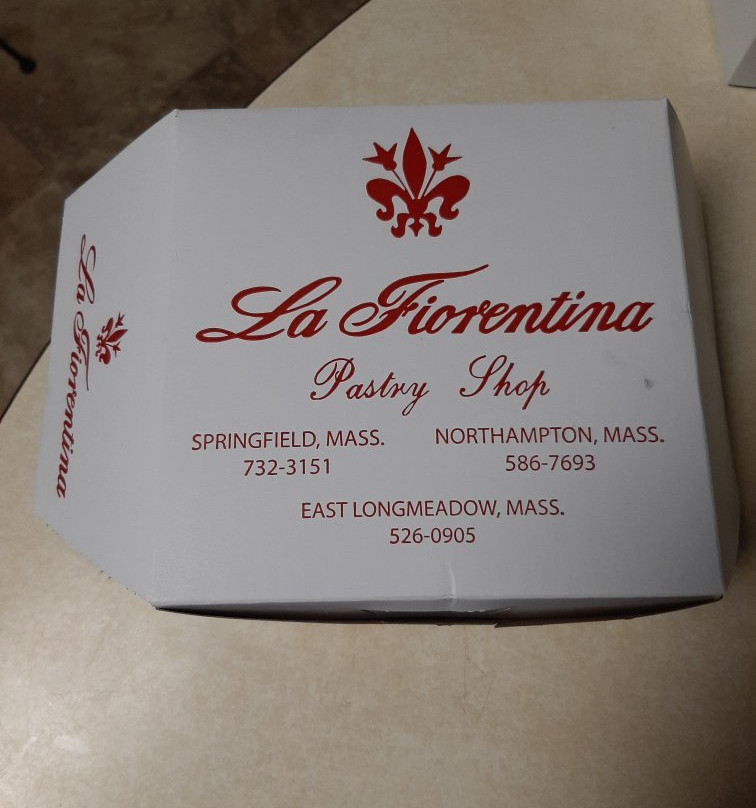 La Fiorentina
Pastry Shop
SPRINGFIELD, MASS.
732-3151
NORTHAMPTON, MASS.
586-7693
EAST LONGMEADOW, MASS.
526-0905
La Fiorentina